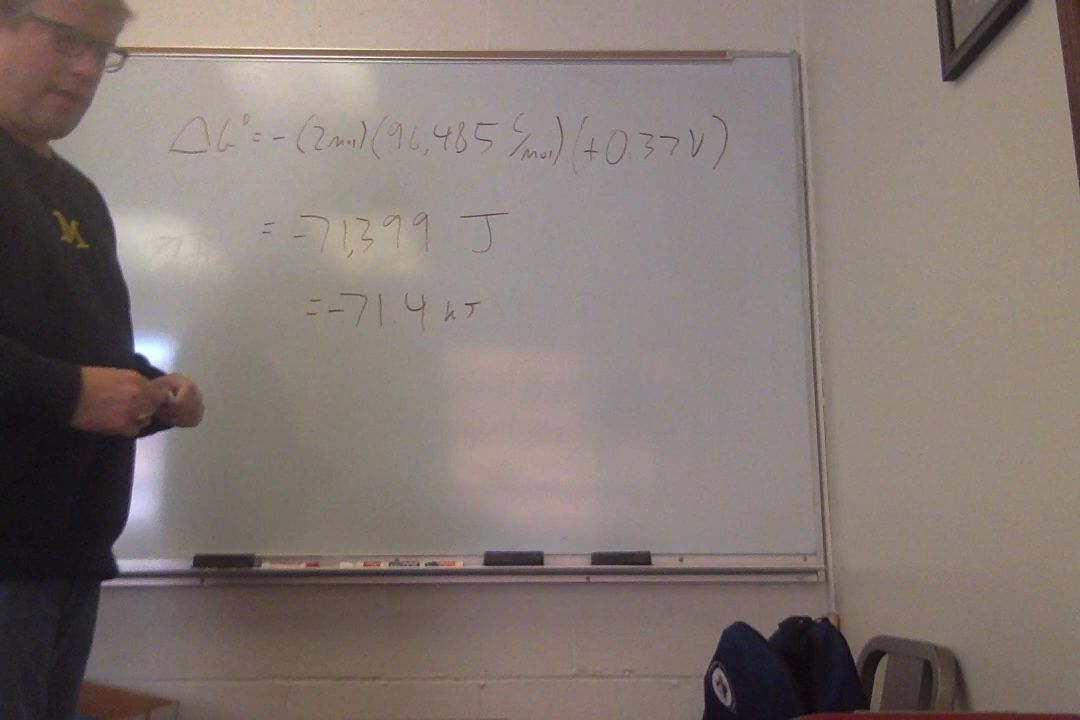 ΔG° = -(2mol)(96,485 C/mol)(+0.37V)
= -71,399 J
= -71.4 kJ
M